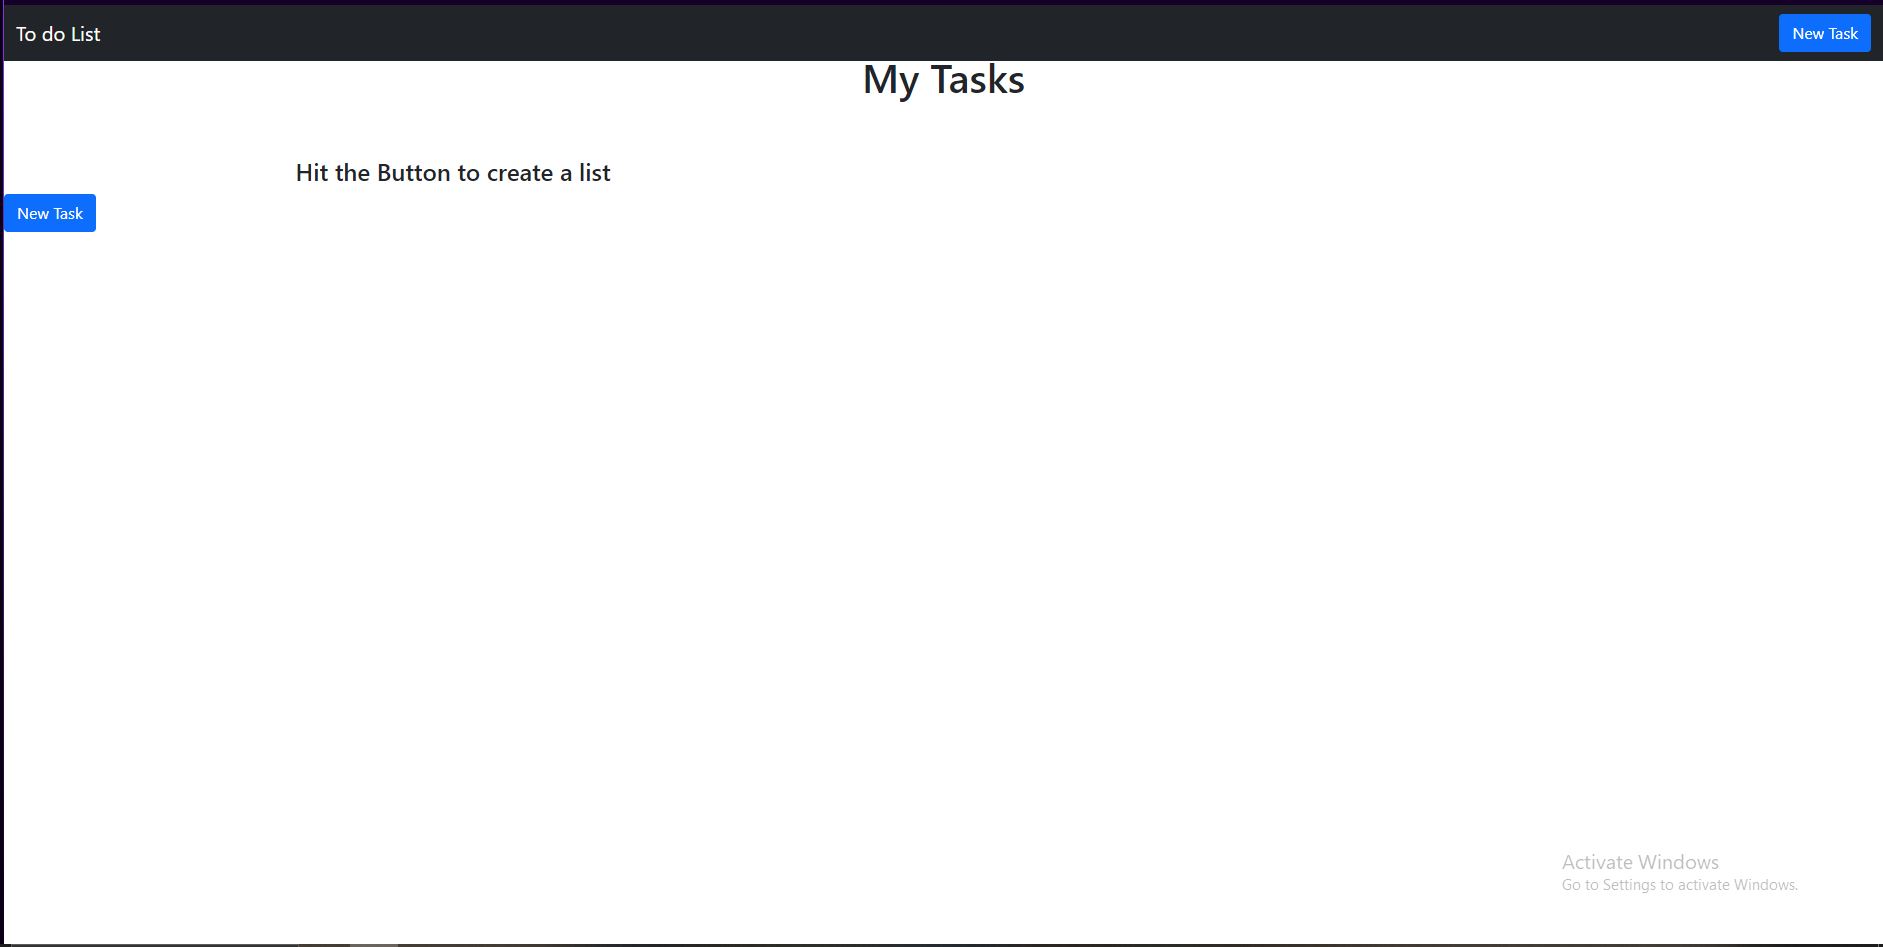 To do List
New Task
My Tasks
Hit the Button to create a list
New Task
Activate Windows
Go to Settings to activate Windows.